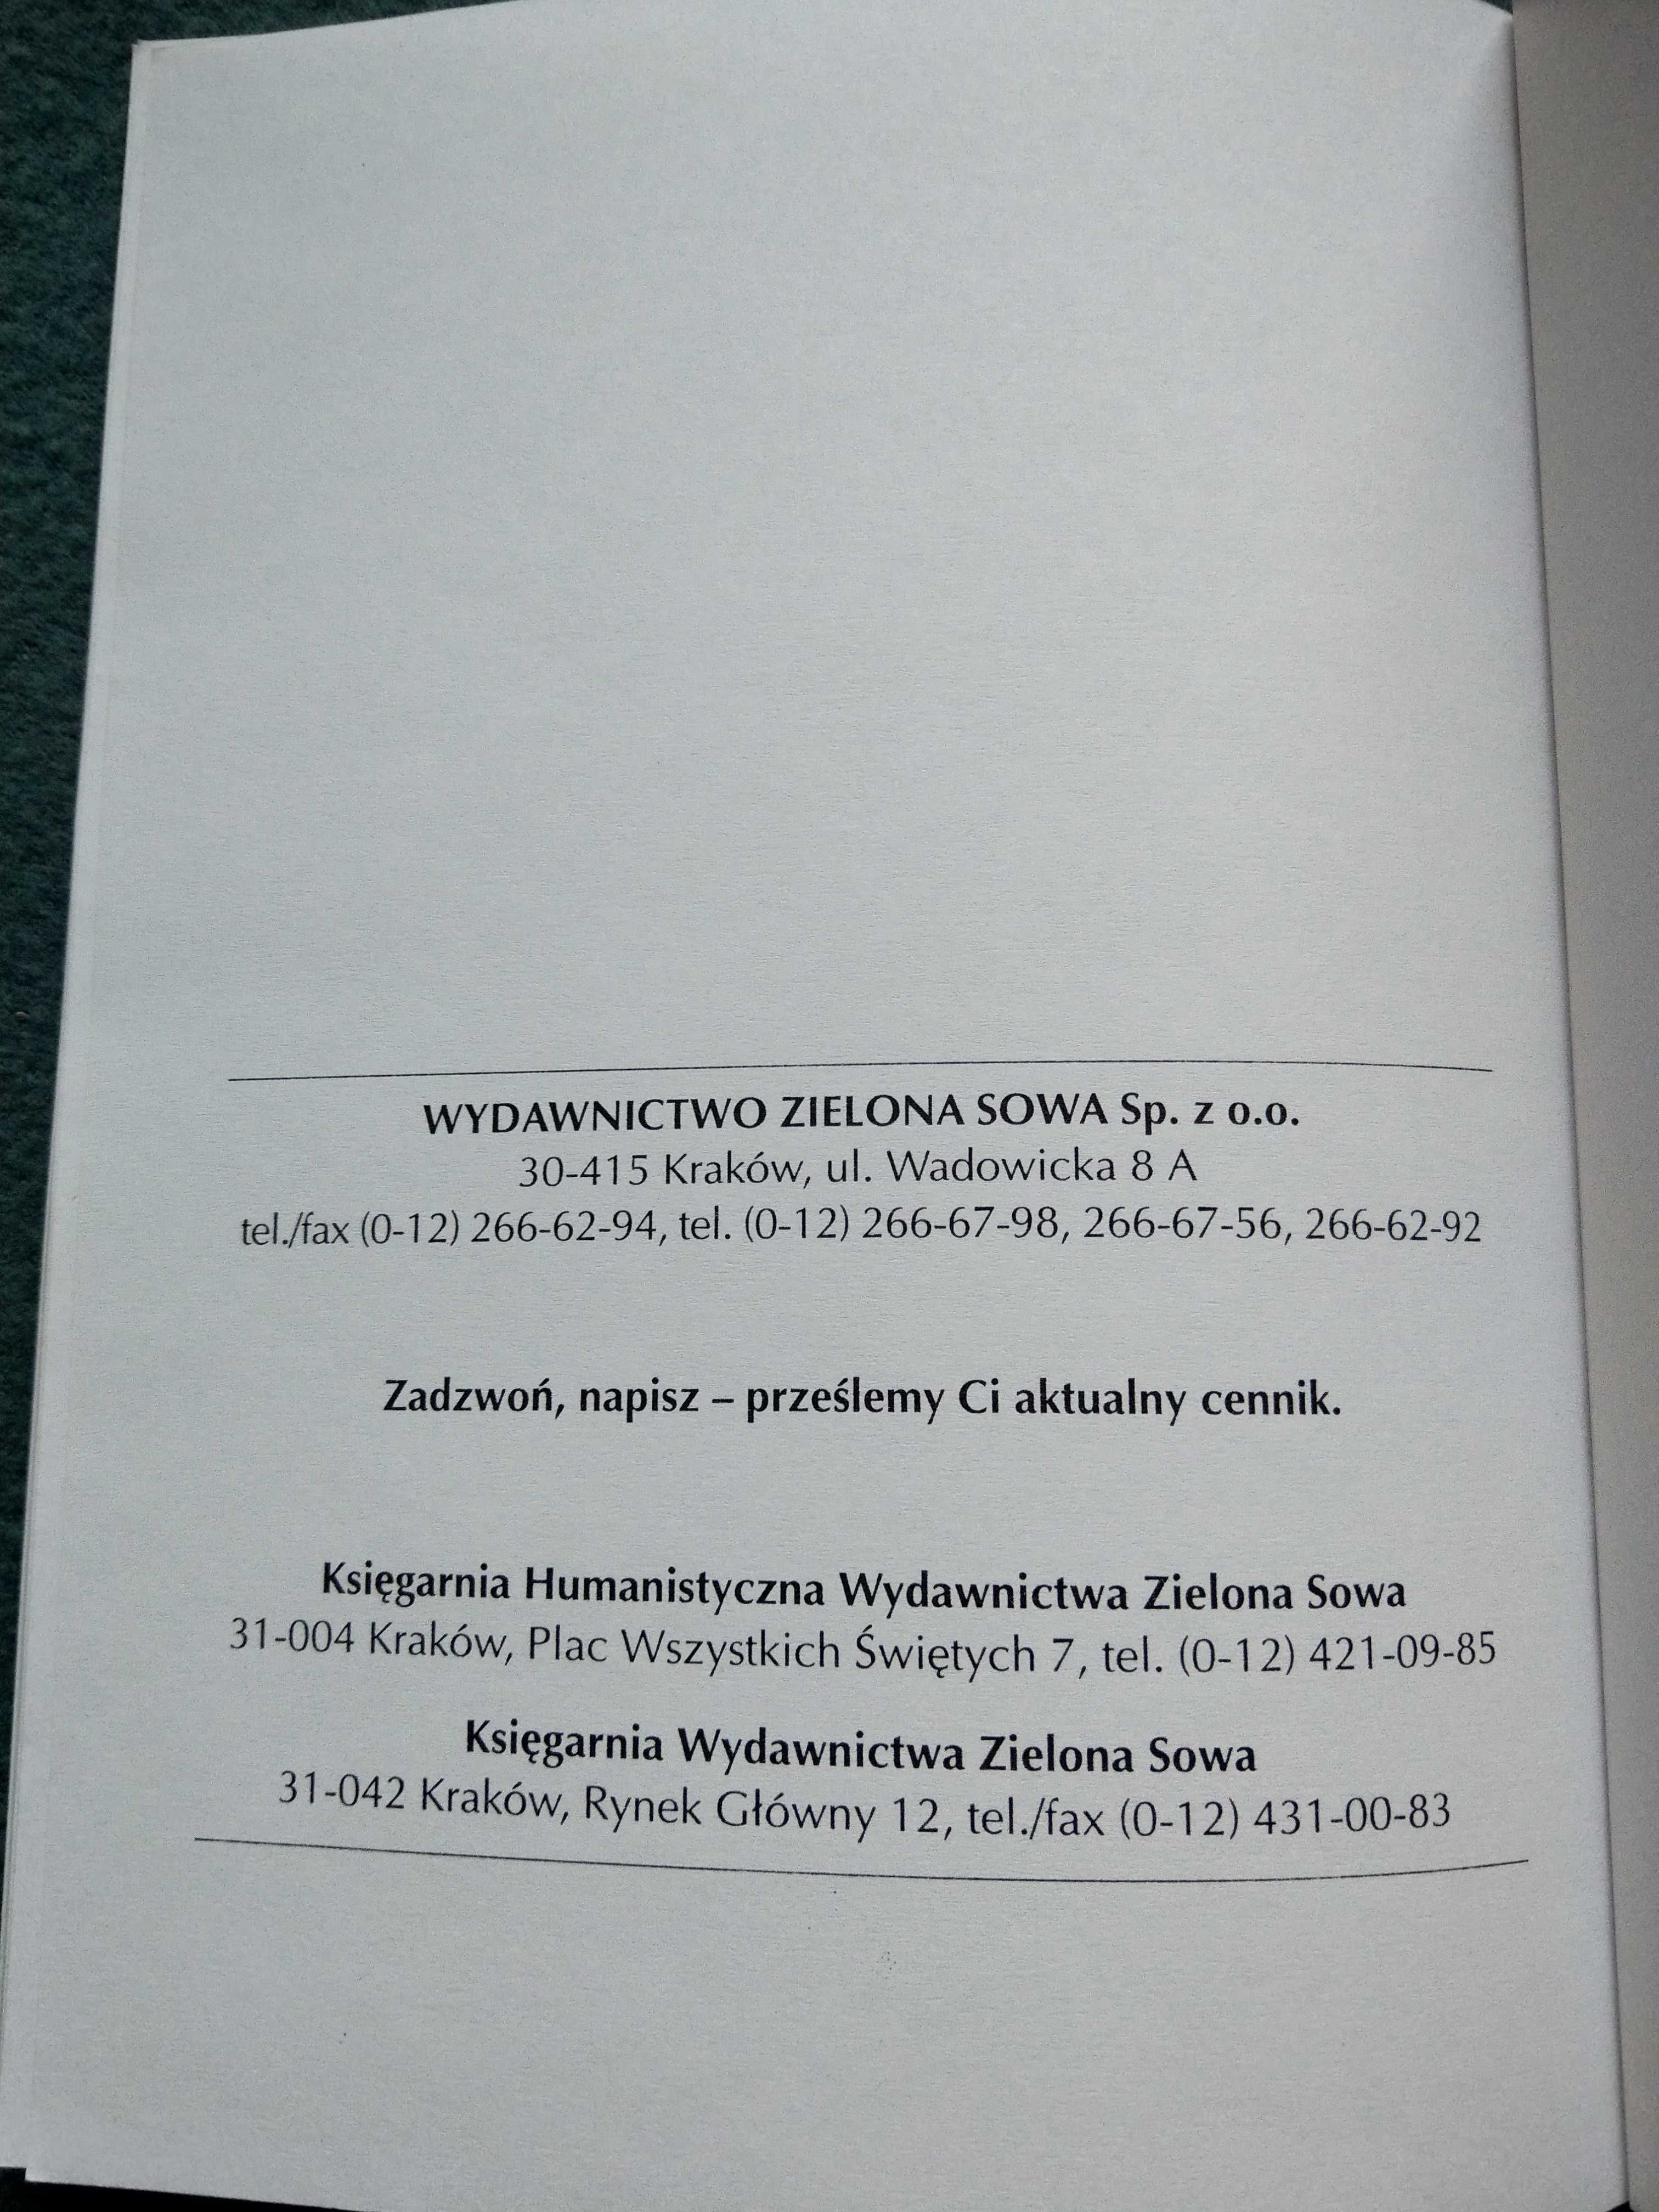 WYDAWNICTWO ZIELONA SOWA Sp. z o.o.
30-415 Kraków, ul. Wadowicka 8 A
tel./fax (0-12) 266-62-94, tel. (0-12) 266-67-98, 266-67-56, 266-62-92
Zadzwoń, napisz – prześlemy Ci aktualny cennik.
Księgarnia Humanistyczna Wydawnictwa Zielona Sowa
31-004 Kraków, Plac Wszystkich Świętych 7, tel. (0-12) 421-09-85
Księgarnia Wydawnictwa Zielona Sowa
31-042 Kraków, Rynek Główny 12, tel./fax (0-12) 431-00-83